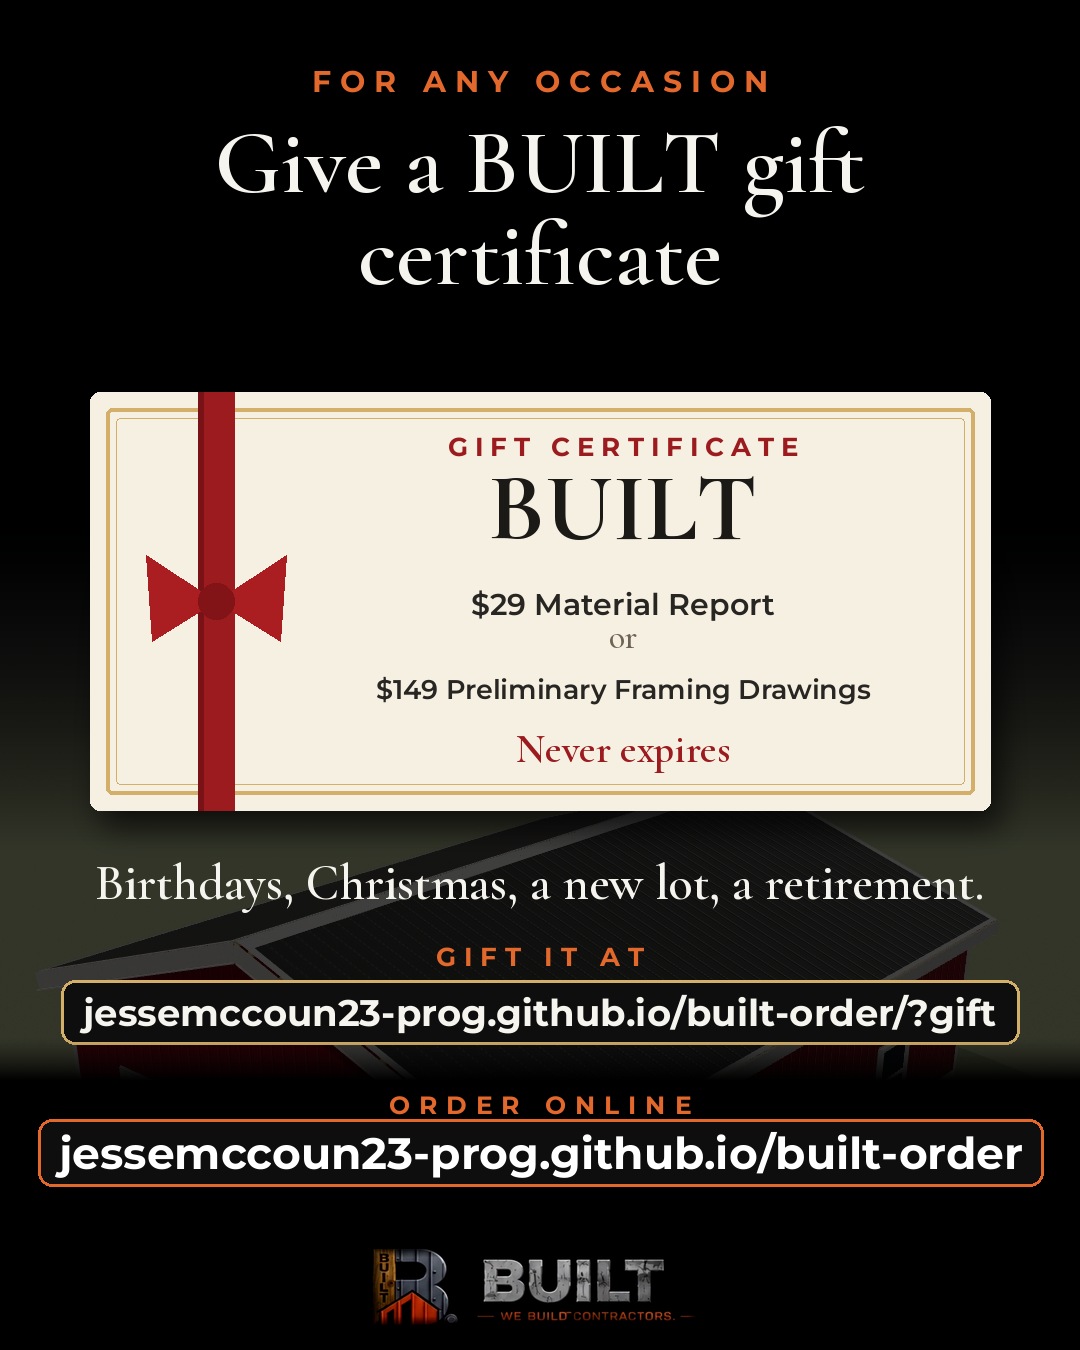 FOR ANY OCCASION
Give a BUILT gift
certificate
GIFT CERTIFICATE
BUILT
$29 Material Report
or
$149 Preliminary Framing Drawings
Never expires
Birthdays, Christmas, a new lot, a retirement.
GIFT IT AT
jessemccoun23-prog.github.io/built-order/?gift
ORDER ONLINE
jessemccoun23-prog.github.io/built-order
BUILT
BUILT
WE BUILD CONTRACTORS.